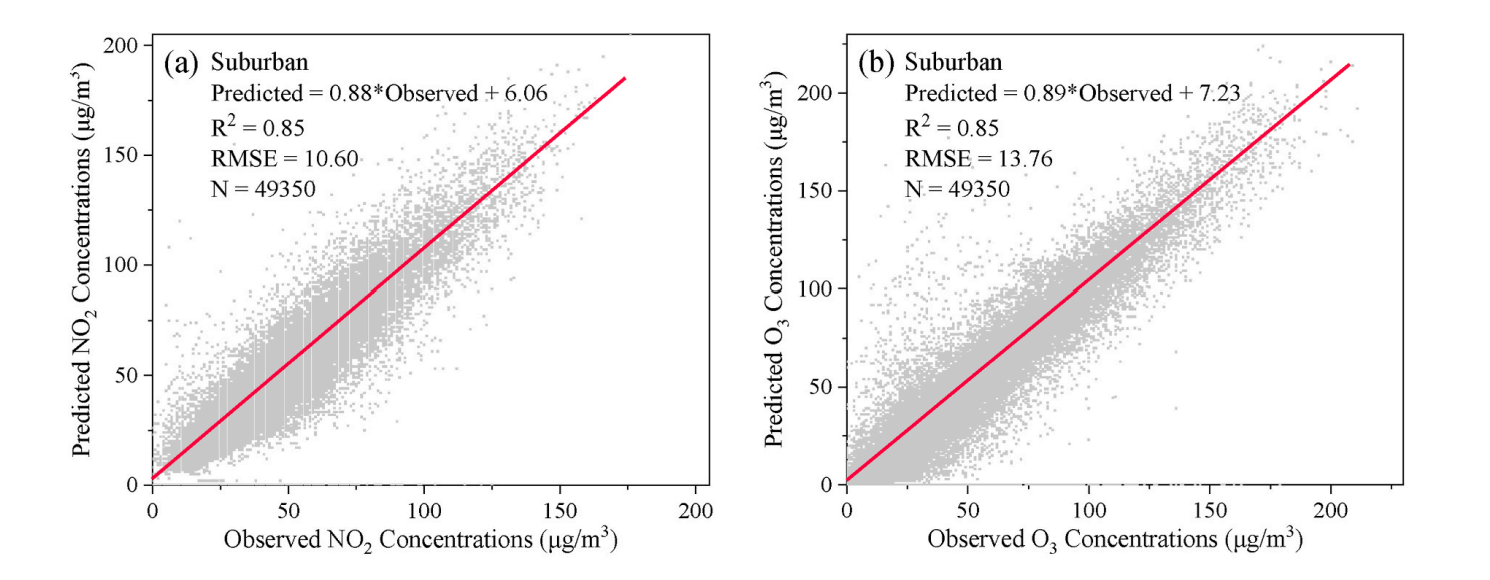 (a) Suburban
Predicted = 0.88*Observed + 6.06
R² = 0.85
RMSE = 10.60
N = 49350
Predicted NO₂ Concentrations (μg/m³)
200
150
100
50
0
0 50 100 150 200
Observed NO₂ Concentrations (μg/m³)
(b) Suburban
Predicted = 0.89*Observed + 7.23
R² = 0.85
RMSE = 13.76
N = 49350
Predicted O₃ Concentrations (μg/m³)
200
150
100
50
0
0 50 100 150 200
Observed O₃ Concentrations (μg/m³)